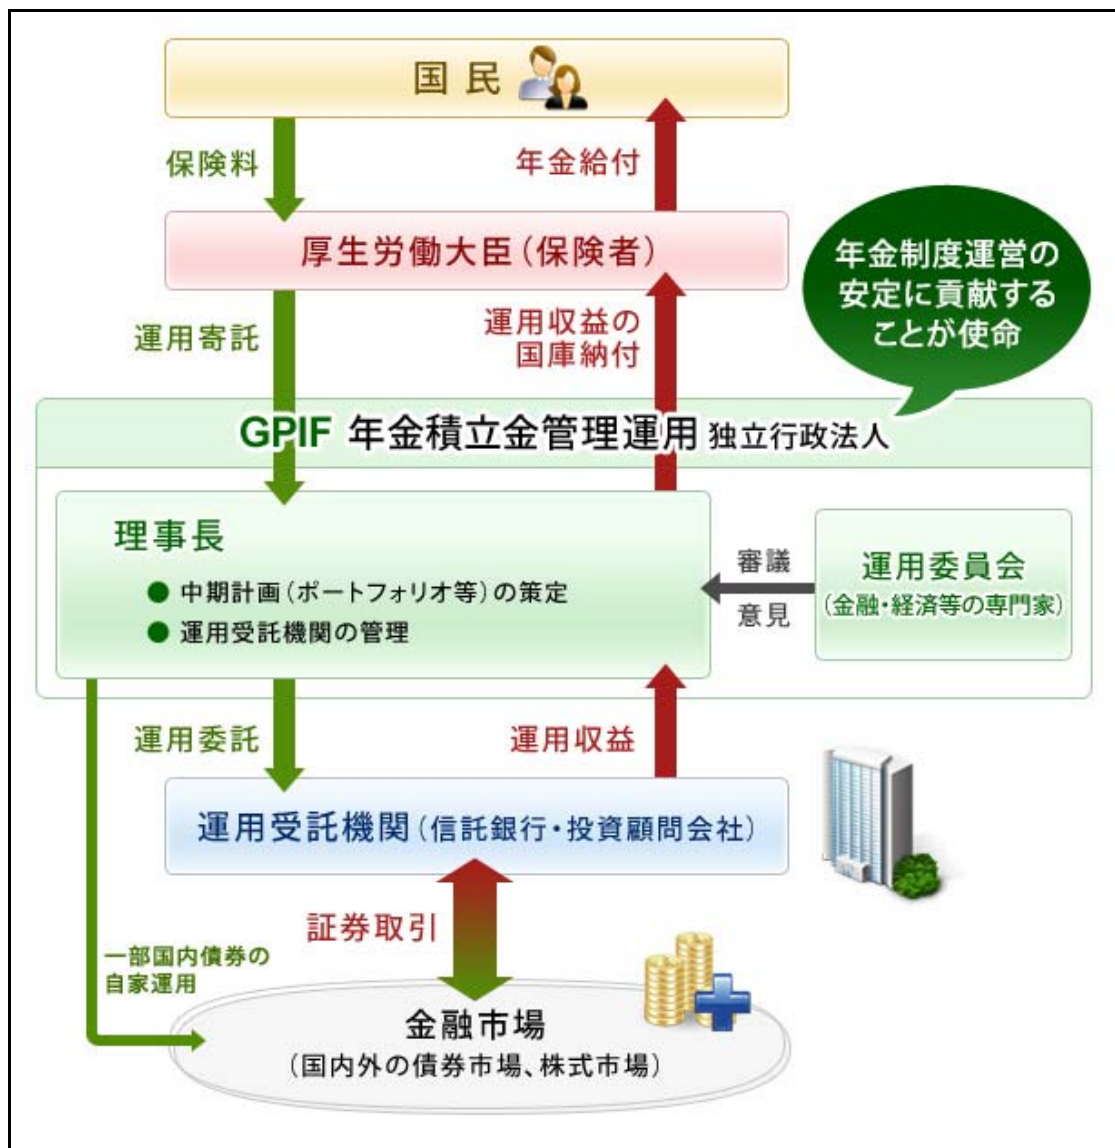 国民
保険料
年金給付
厚生労働大臣（保険者）
年金制度運営の
安定に貢献する
ことが使命
運用寄託
運用収益の
国庫納付
GPIF 年金積立金管理運用 独立行政法人
理事長
● 中期計画（ポートフォリオ等）の策定
● 運用受託機関の管理
審議
意見
運用委員会
（金融・経済等の専門家）
運用委託
運用収益
運用受託機関（信託銀行・投資顧問会社）
証券取引
一部国内債券の
自家運用
金融市場
（国内外の債券市場、株式市場）